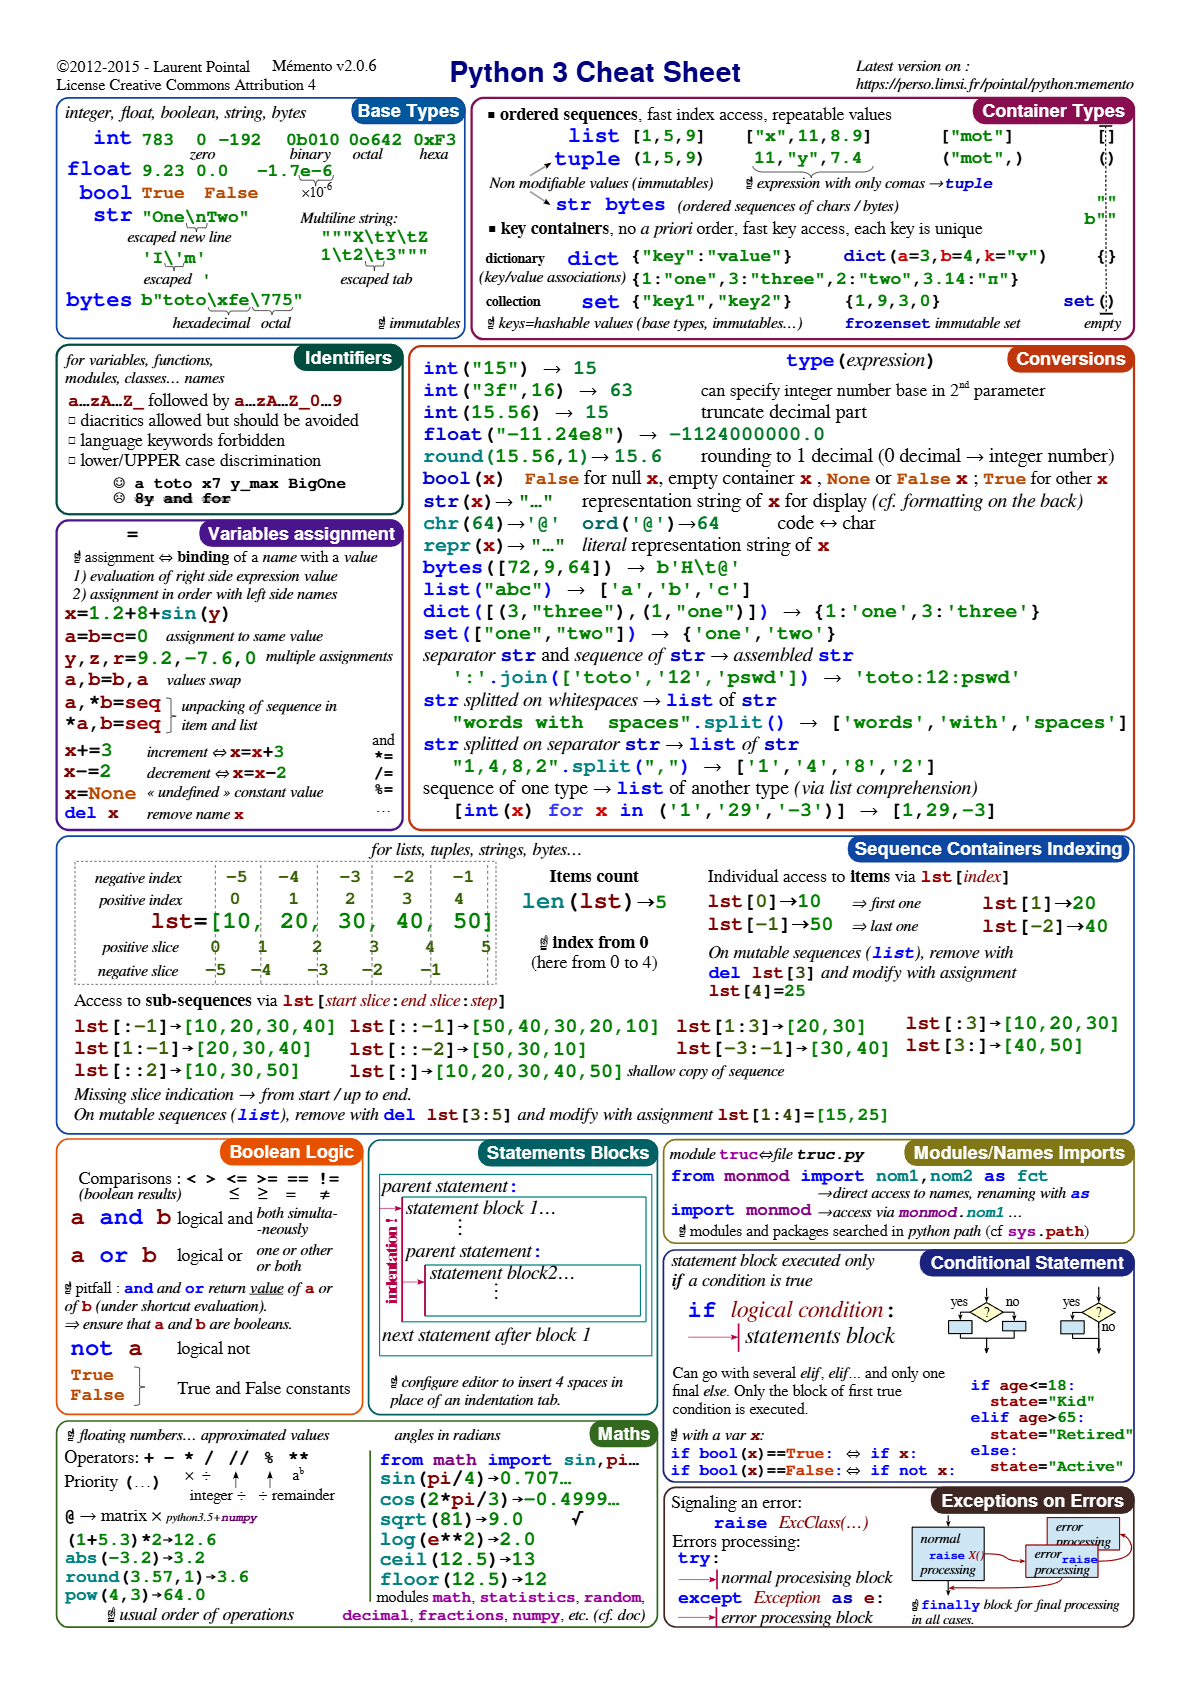 ©2012-2015 - Laurent Pointal Mémento v2.0.6
License Creative Commons Attribution 4
Python 3 Cheat Sheet
Latest version on :
https://perso.limsi.fr/pointal/python:memento
Base Types
integer, float, boolean, string, bytes
int 783 0 -192 0b010 0o642 0xF3
zero binary octal hexa
float 9.23 0.0 -1.7e-6
bool True False ×10⁻⁶
str "One\nTwo"
escaped new line
'I\'m'
escaped '
Multiline string:
"""X\tY\tZ
1\t2\t3"""
escaped tab
bytes b"toto\xfe\775"
hexadecimal octal
☝ immutables
Container Types
▪ ordered sequences, fast index access, repeatable values
list [1,5,9] ["x",11,8.9] ["mot"] []
tuple (1,5,9) 11,"y",7.4 ("mot",) ()
Non modifiable values (immutables) ☝ expression with only comas →tuple
str bytes (ordered sequences of chars / bytes)
""
b""
▪ key containers, no a priori order, fast key access, each key is unique
dictionary dict {"key":"value"} dict(a=3,b=4,k="v") {}
(key/value associations) {1:"one",3:"three",2:"two",3.14:"π"}
collection set {"key1","key2"} {1,9,3,0} set()
☝ keys=hashable values (base types, immutables…) frozenset immutable set empty
Identifiers
for variables, functions,
modules, classes… names
a…zA…Z_ followed by a…zA…Z_0…9
□ diacritics allowed but should be avoided
□ language keywords forbidden
□ lower/UPPER case discrimination
☺ a toto x7 y_max BigOne
☹ 8y and for
= Variables assignment
☝ assignment ⇔ binding of a name with a value
1) evaluation of right side expression value
2) assignment in order with left side names
x=1.2+8+sin(y)
a=b=c=0 assignment to same value
y,z,r=9.2,-7.6,0 multiple assignments
a,b=b,a values swap
a,*b=seq
*a,b=seq
unpacking of sequence in
item and list
x+=3 increment ⇔ x=x+3
x-=2 decrement ⇔ x=x-2
x=None « undefined » constant value
del x remove name x
and
*=
/=
%=
…
Conversions
type(expression)
int("15") → 15
int("3f",16) → 63 can specify integer number base in 2nd parameter
int(15.56) → 15 truncate decimal part
float("-11.24e8") → -1124000000.0
round(15.56,1)→ 15.6 rounding to 1 decimal (0 decimal → integer number)
bool(x) False for null x, empty container x , None or False x ; True for other x
str(x)→ "…" representation string of x for display (cf. formatting on the back)
chr(64)→'@' ord('@')→64 code ↔ char
repr(x)→ "…" literal representation string of x
bytes([72,9,64]) → b'H\t@'
list("abc") → ['a','b','c']
dict([(3,"three"),(1,"one")]) → {1:'one',3:'three'}
set(["one","two"]) → {'one','two'}
separator str and sequence of str → assembled str
':'.join(['toto','12','pswd']) → 'toto:12:pswd'
str splitted on whitespaces → list of str
"words with  spaces".split() → ['words','with','spaces']
str splitted on separator str → list of str
"1,4,8,2".split(",") → ['1','4','8','2']
sequence of one type → list of another type (via list comprehension)
[int(x) for x in ('1','29','-3')] → [1,29,-3]
Sequence Containers Indexing
for lists, tuples, strings, bytes…
negative index -5 -4 -3 -2 -1
positive index 0 1 2 3 4
lst=[10, 20, 30, 40, 50]
positive slice 0 1 2 3 4 5
negative slice -5 -4 -3 -2 -1
Items count
len(lst)→5
☝ index from 0
(here from 0 to 4)
Individual access to items via lst[index]
lst[0]→10 ⇒ first one lst[1]→20
lst[-1]→50 ⇒ last one lst[-2]→40
On mutable sequences (list), remove with
del lst[3] and modify with assignment
lst[4]=25
Access to sub-sequences via lst[start slice:end slice:step]
lst[:-1]→[10,20,30,40] lst[::-1]→[50,40,30,20,10] lst[1:3]→[20,30] lst[:3]→[10,20,30]
lst[1:-1]→[20,30,40] lst[::-2]→[50,30,10] lst[-3:-1]→[30,40] lst[3:]→[40,50]
lst[::2]→[10,30,50] lst[:]→[10,20,30,40,50] shallow copy of sequence
Missing slice indication → from start / up to end.
On mutable sequences (list), remove with del lst[3:5] and modify with assignment lst[1:4]=[15,25]
Boolean Logic
Comparisons : < > <= >= == !=
(boolean results) ≤ ≥ = ≠
a and b logical and both simulta-
-neously
a or b logical or one or other
or both
☝ pitfall : and and or return value of a or
of b (under shortcut evaluation).
⇒ ensure that a and b are booleans.
not a logical not
True
False
True and False constants
Statements Blocks
parent statement:
statement block 1…
⋮
parent statement:
statement block2…
⋮
indentation !
next statement after block 1
☝ configure editor to insert 4 spaces in
place of an indentation tab.
Modules/Names Imports
module truc⇔file truc.py
from monmod import nom1,nom2 as fct
→direct access to names, renaming with as
import monmod →access via monmod.nom1 …
☝ modules and packages searched in python path (cf sys.path)
Conditional Statement
statement block executed only
if a condition is true
if logical condition:
statements block
yes ? no
yes ?
no
Can go with several elif, elif... and only one
final else. Only the block of first true
condition is executed.
☝ with a var x:
if bool(x)==True: ⇔ if x:
if bool(x)==False: ⇔ if not x:
if age<=18:
state="Kid"
elif age>65:
state="Retired"
else:
state="Active"
Maths
☝ floating numbers… approximated values
angles in radians
Operators: + - * / // % **
Priority (…) × ÷ aᵇ
integer ÷ ÷ remainder
@ → matrix × python3.5+numpy
(1+5.3)*2→12.6
abs(-3.2)→3.2
round(3.57,1)→3.6
pow(4,3)→64.0
☝ usual order of operations
from math import sin,pi…
sin(pi/4)→0.707…
cos(2*pi/3)→-0.4999…
sqrt(81)→9.0 √
log(e**2)→2.0
ceil(12.5)→13
floor(12.5)→12
modules math, statistics, random,
decimal, fractions, numpy, etc. (cf. doc)
Exceptions on Errors
Signaling an error:
raise ExcClass(…)
Errors processing:
try:
normal procesising block
except Exception as e:
error processing block
normal
raise X()
processing
error
processing
error raise
processing
☝ finally block for final processing
in all cases.